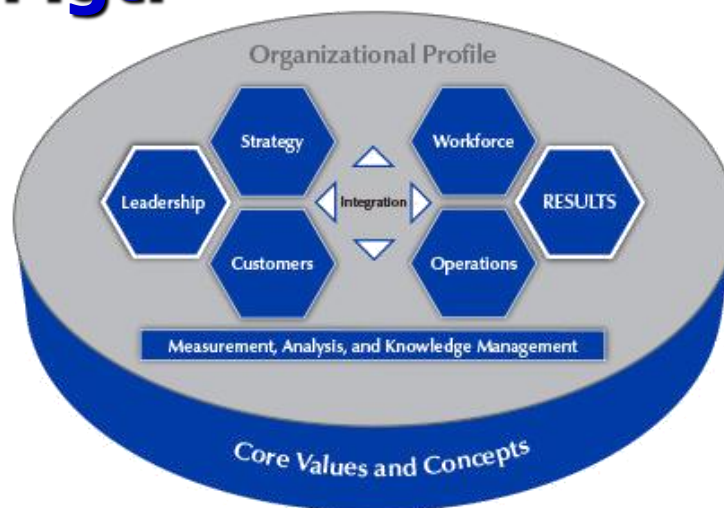 Organizational Profile
Strategy
Workforce
Leadership
Integration
RESULTS
Customers
Operations
Measurement, Analysis, and Knowledge Management
Core Values and Concepts